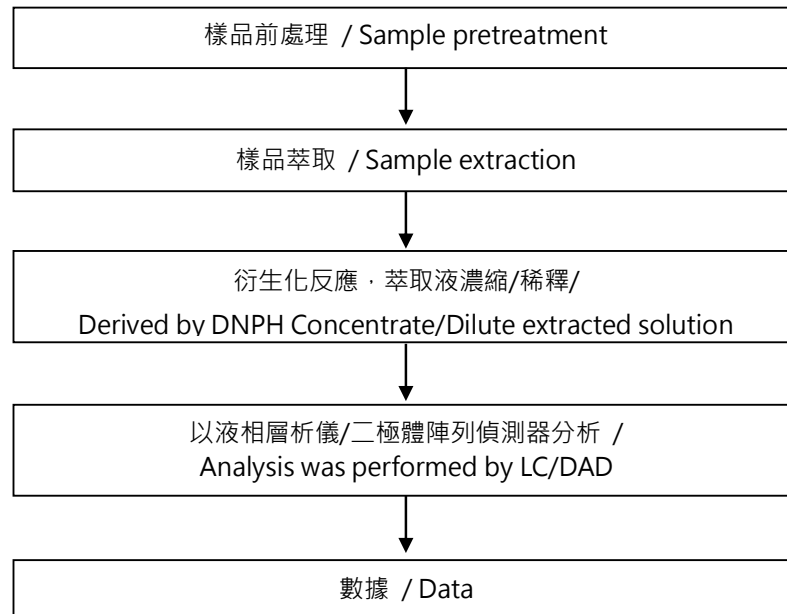 樣品前處理 / Sample pretreatment
樣品萃取 / Sample extraction
衍生化反應，萃取液濃縮/稀釋/
Derived by DNPH Concentrate/Dilute extracted solution
以液相層析儀/二極體陣列偵測器分析 /
Analysis was performed by LC/DAD
數據 / Data